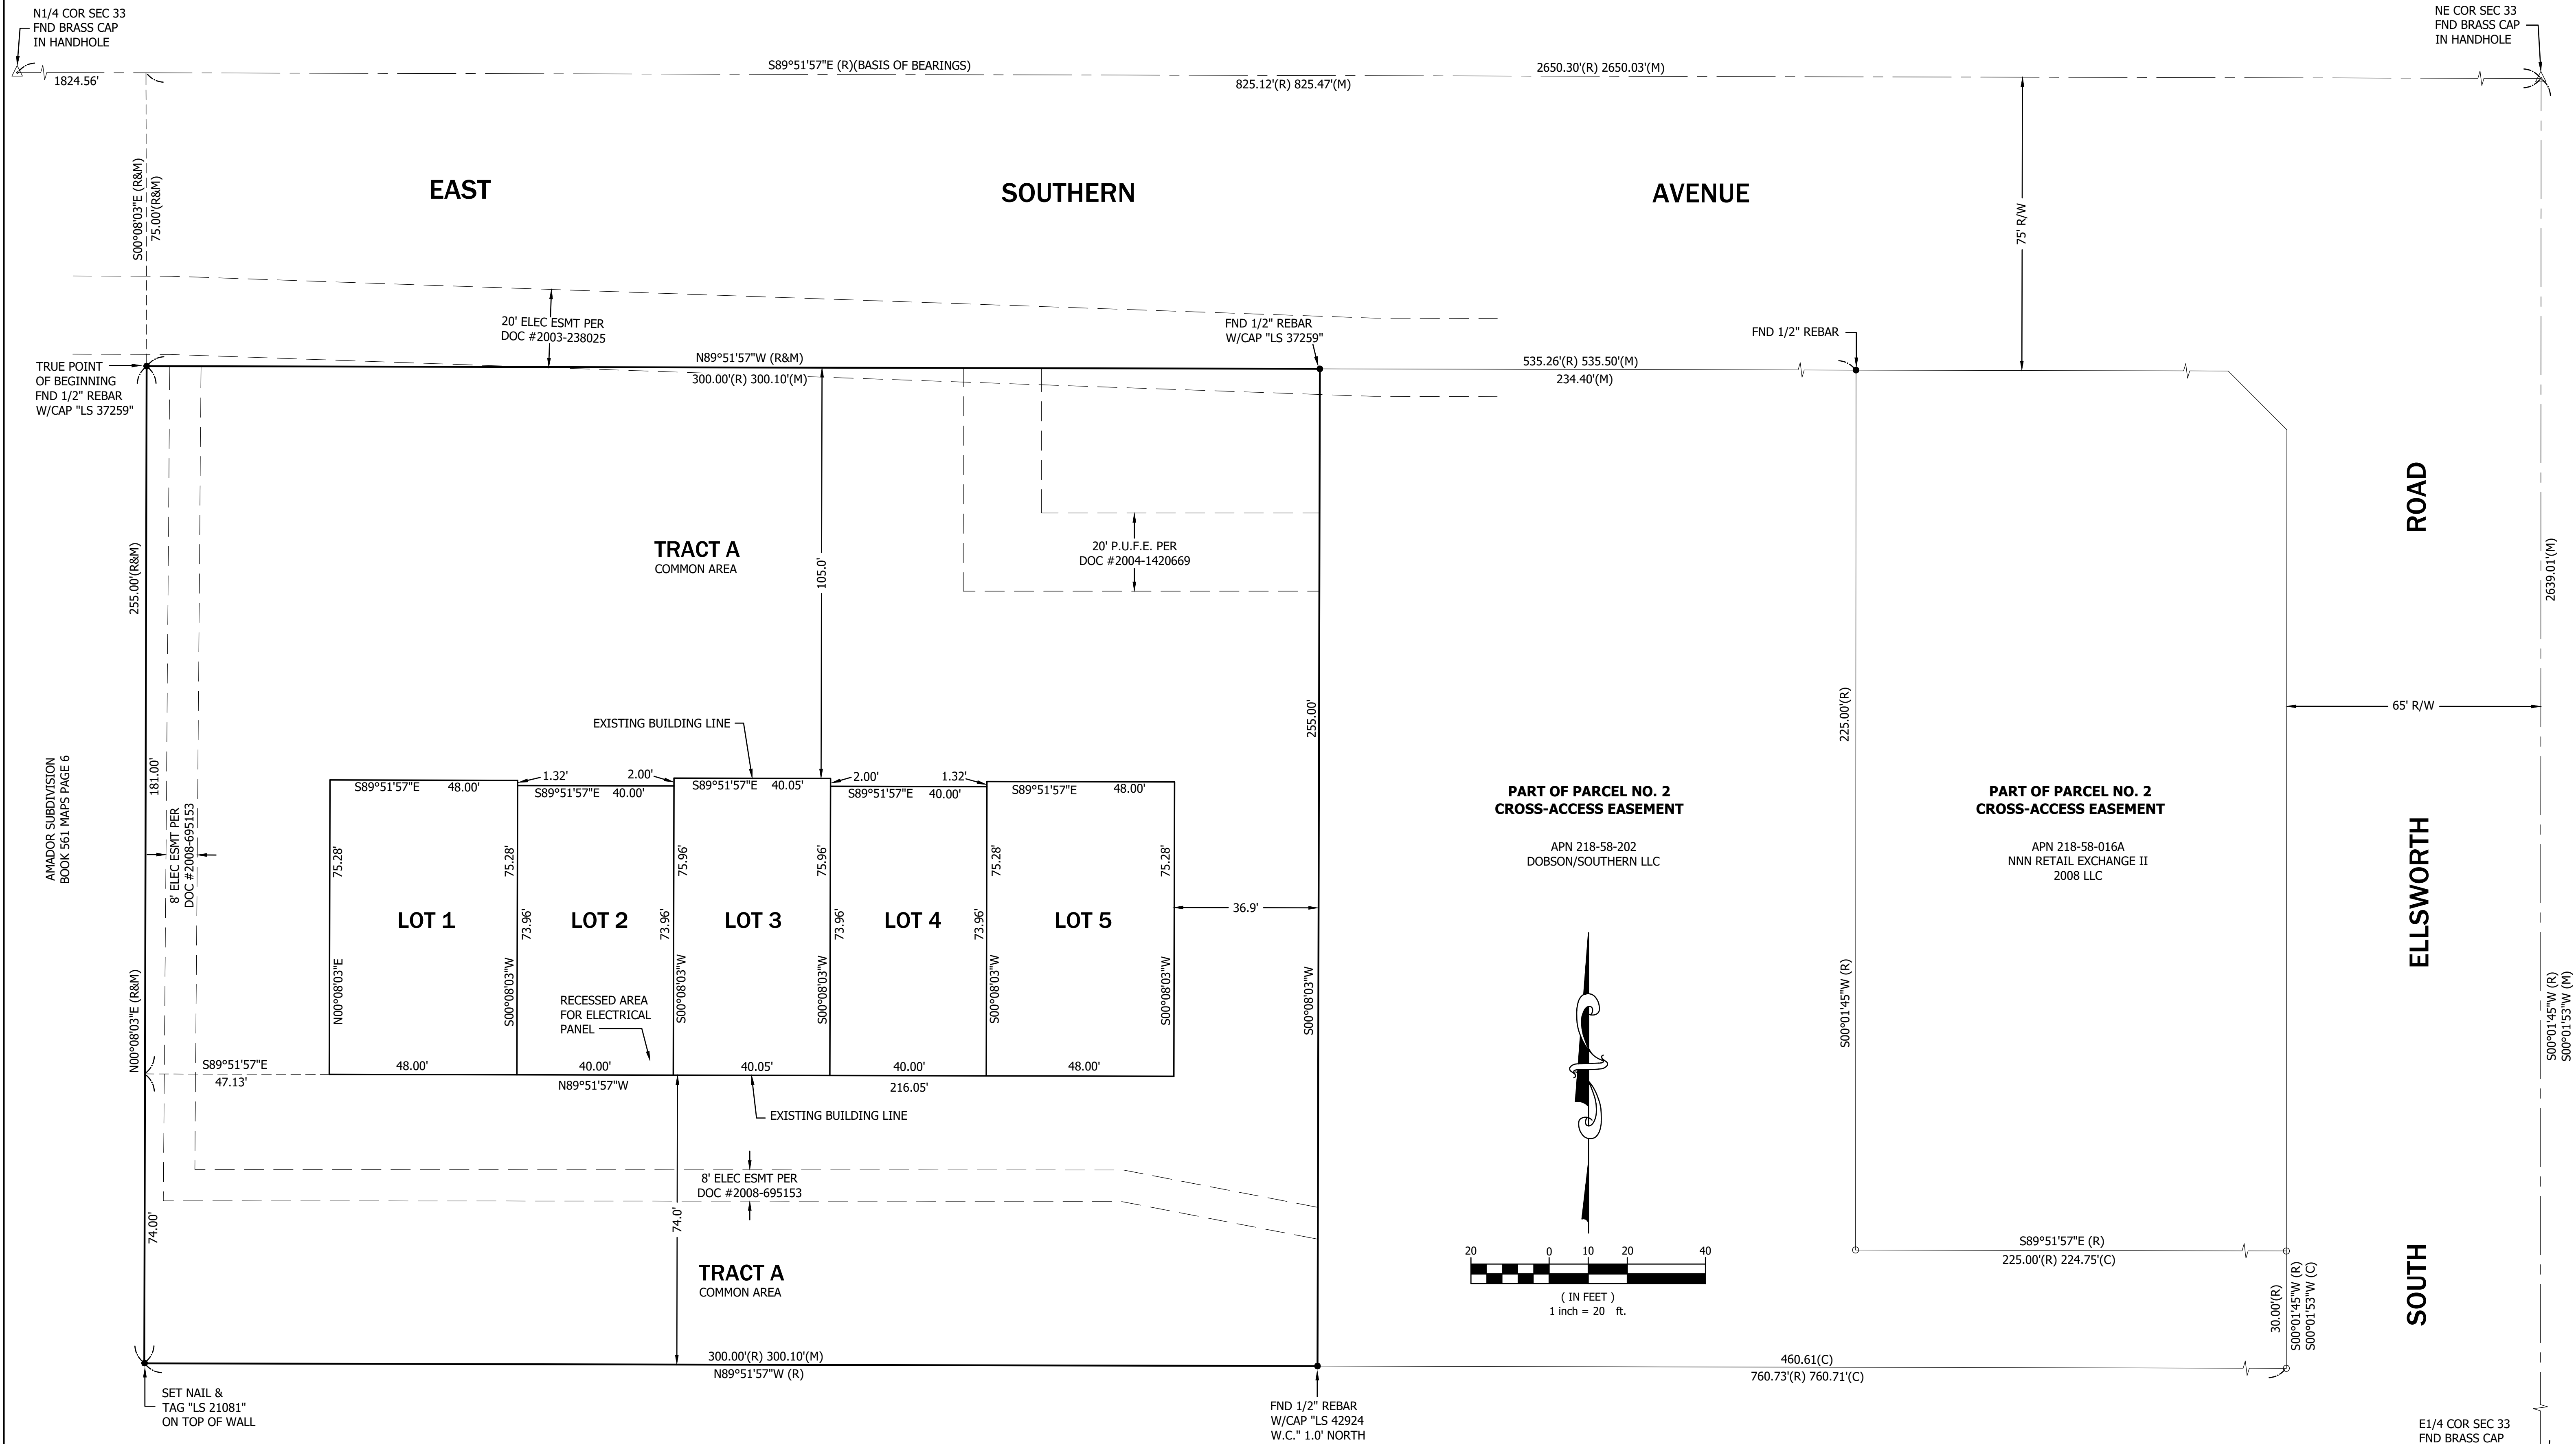 N1/4 COR SEC 33
FND BRASS CAP
IN HANDHOLE
NE COR SEC 33
FND BRASS CAP
IN HANDHOLE
1824.56'
S89°51'57"E (R)(BASIS OF BEARINGS)
825.12'(R) 825.47'(M)
2650.30'(R) 2650.03'(M)
S00°08'03"E (R&M)
75.00'(R&M)
EAST SOUTHERN AVENUE
75' R/W
20' ELEC ESMT PER
DOC #2003-238025
FND 1/2" REBAR
W/CAP "LS 37259"
FND 1/2" REBAR
TRUE POINT
OF BEGINNING
FND 1/2" REBAR
W/CAP "LS 37259"
N89°51'57"W (R&M)
300.00'(R) 300.10'(M)
535.26'(R) 535.50'(M)
234.40'(M)
255.00'(R&M)
TRACT A
COMMON AREA
105.0'
20' P.U.F.E. PER
DOC #2004-1420669
ROAD
2639.01'(M)
EXISTING BUILDING LINE
255.00'
225.00'(R)
65' R/W
AMADOR SUBDIVISION
BOOK 561 MAPS PAGE 6
181.00'
8' ELEC ESMT PER
DOC #2008-695153
1.32'
2.00'
2.00'
1.32'
S89°51'57"E 48.00'
S89°51'57"E 40.00'
S89°51'57"E 40.05'
S89°51'57"E 40.00'
S89°51'57"E 48.00'
PART OF PARCEL NO. 2
CROSS-ACCESS EASEMENT
APN 218-58-202
DOBSON/SOUTHERN LLC
PART OF PARCEL NO. 2
CROSS-ACCESS EASEMENT
APN 218-58-016A
NNN RETAIL EXCHANGE II
2008 LLC
75.28'
75.28'
75.96'
75.96'
75.28'
75.28'
LOT 1
73.96'
LOT 2
73.96'
LOT 3
73.96'
LOT 4
73.96'
LOT 5
36.9'
ELLSWORTH
N00°08'03"E (R&M)
N00°08'03"E
S00°08'03"W
S00°08'03"W
S00°08'03"W
S00°08'03"W
S00°08'03"W
S00°08'03"W
S00°01'45"W (R)
S00°01'45"W (R)
S00°01'53"W (M)
RECESSED AREA
FOR ELECTRICAL
PANEL
S89°51'57"E
47.13'
48.00'
40.00'
40.05'
40.00'
48.00'
N89°51'57"W
216.05'
EXISTING BUILDING LINE
8' ELEC ESMT PER
DOC #2008-695153
74.00'
74.0'
TRACT A
COMMON AREA
20 0 10 20 40
( IN FEET )
1 inch = 20 ft.
S89°51'57"E (R)
225.00'(R) 224.75'(C)
30.00'(R)
S00°01'45"W (R)
S00°01'53"W (C)
SOUTH
300.00'(R) 300.10'(M)
N89°51'57"W (R)
460.61(C)
760.73'(R) 760.71'(C)
SET NAIL &
TAG "LS 21081"
ON TOP OF WALL
FND 1/2" REBAR
W/CAP "LS 42924
W.C." 1.0' NORTH
E1/4 COR SEC 33
FND BRASS CAP